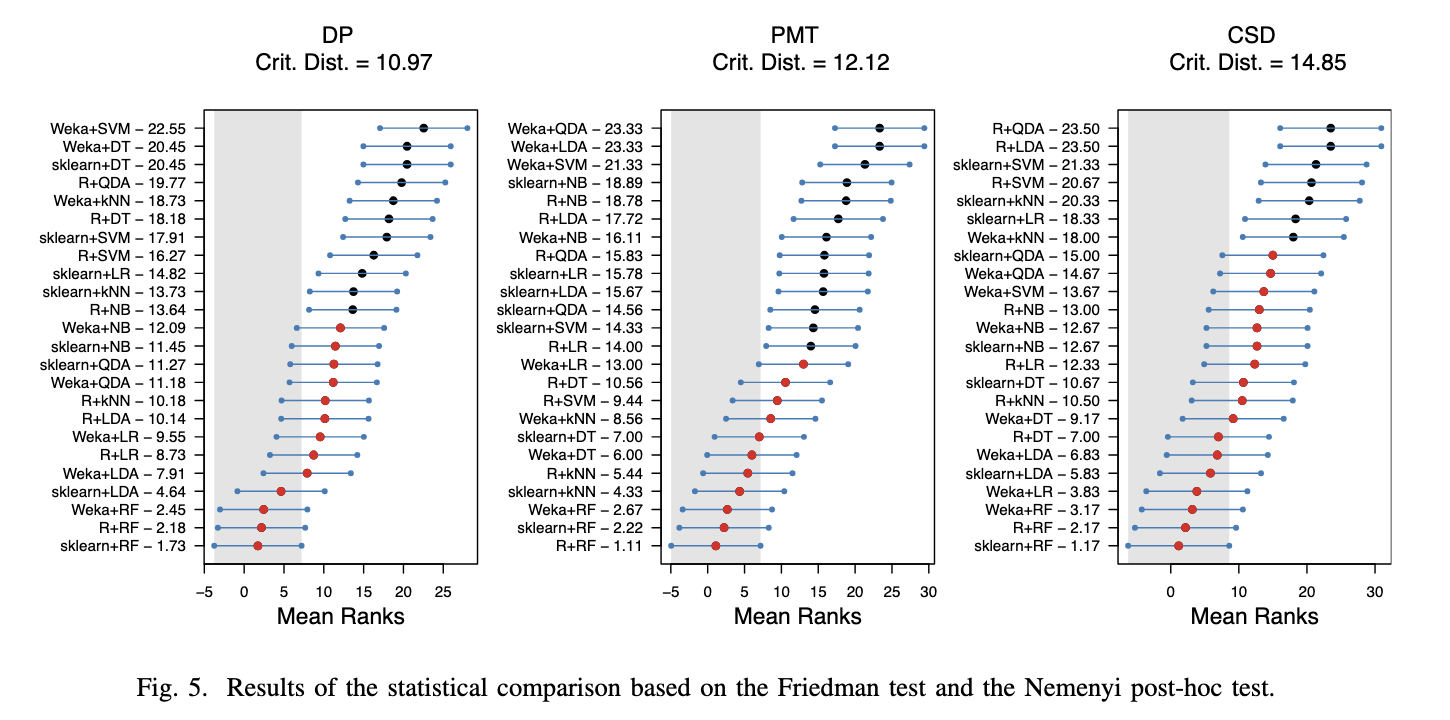 DP
Crit. Dist. = 10.97
Weka+SVM − 22.55
Weka+DT − 20.45
sklearn+DT − 20.45
R+QDA − 19.77
Weka+kNN − 18.73
R+DT − 18.18
sklearn+SVM − 17.91
R+SVM − 16.27
sklearn+LR − 14.82
sklearn+kNN − 13.73
R+NB − 13.64
Weka+NB − 12.09
sklearn+NB − 11.45
sklearn+QDA − 11.27
Weka+QDA − 11.18
R+kNN − 10.18
R+LDA − 10.14
Weka+LR − 9.55
R+LR − 8.73
Weka+LDA − 7.91
sklearn+LDA − 4.64
Weka+RF − 2.45
R+RF − 2.18
sklearn+RF − 1.73
−5 0 5 10 15 20 25
Mean Ranks
PMT
Crit. Dist. = 12.12
Weka+QDA − 23.33
Weka+LDA − 23.33
Weka+SVM − 21.33
sklearn+NB − 18.89
R+NB − 18.78
R+LDA − 17.72
Weka+NB − 16.11
R+QDA − 15.83
sklearn+LR − 15.78
sklearn+LDA − 15.67
sklearn+QDA − 14.56
sklearn+SVM − 14.33
R+LR − 14.00
Weka+LR − 13.00
R+DT − 10.56
R+SVM − 9.44
Weka+kNN − 8.56
sklearn+DT − 7.00
Weka+DT − 6.00
R+kNN − 5.44
sklearn+kNN − 4.33
Weka+RF − 2.67
sklearn+RF − 2.22
R+RF − 1.11
−5 0 5 10 15 20 25 30
Mean Ranks
CSD
Crit. Dist. = 14.85
R+QDA − 23.50
R+LDA − 23.50
sklearn+SVM − 21.33
R+SVM − 20.67
sklearn+kNN − 20.33
sklearn+LR − 18.33
Weka+kNN − 18.00
sklearn+QDA − 15.00
Weka+QDA − 14.67
Weka+SVM − 13.67
R+NB − 13.00
Weka+NB − 12.67
sklearn+NB − 12.67
R+LR − 12.33
sklearn+DT − 10.67
R+kNN − 10.50
Weka+DT − 9.17
R+DT − 7.00
Weka+LDA − 6.83
sklearn+LDA − 5.83
Weka+LR − 3.83
Weka+RF − 3.17
R+RF − 2.17
sklearn+RF − 1.17
0 10 20 30
Mean Ranks
Fig. 5. Results of the statistical comparison based on the Friedman test and the Nemenyi post-hoc test.